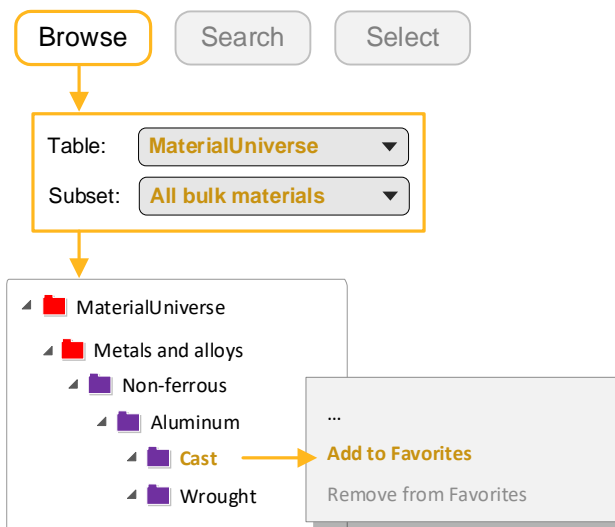 Browse Search Select
Table: MaterialUniverse
Subset: All bulk materials
MaterialUniverse
Metals and alloys
Non-ferrous
Aluminum
Cast
Wrought
...
Add to Favorites
Remove from Favorites